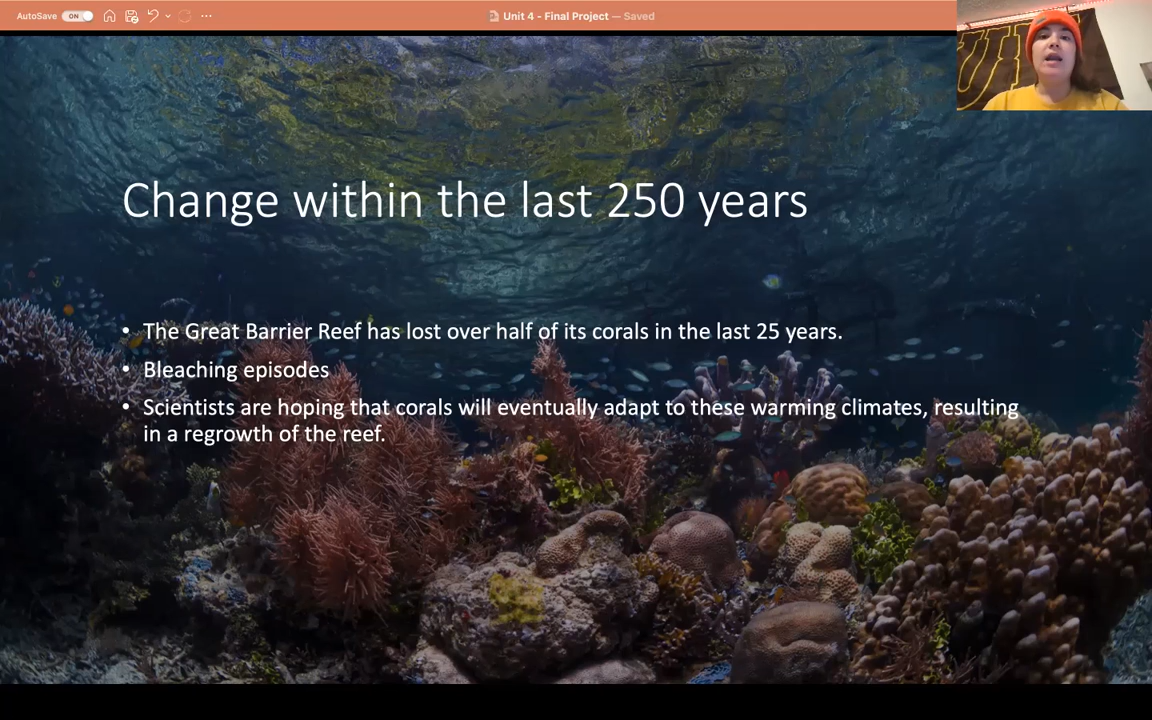 AutoSave ON ... Unit 4 - Final Project — Saved
Change within the last 250 years
• The Great Barrier Reef has lost over half of its corals in the last 25 years.
• Bleaching episodes
• Scientists are hoping that corals will eventually adapt to these warming climates, resulting
in a regrowth of the reef.